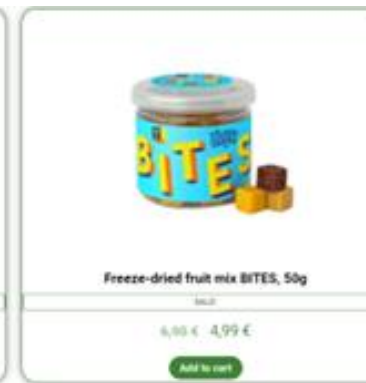 BITES
Freeze-dried fruit mix BITES, 50g
4,99 €
Add to cart